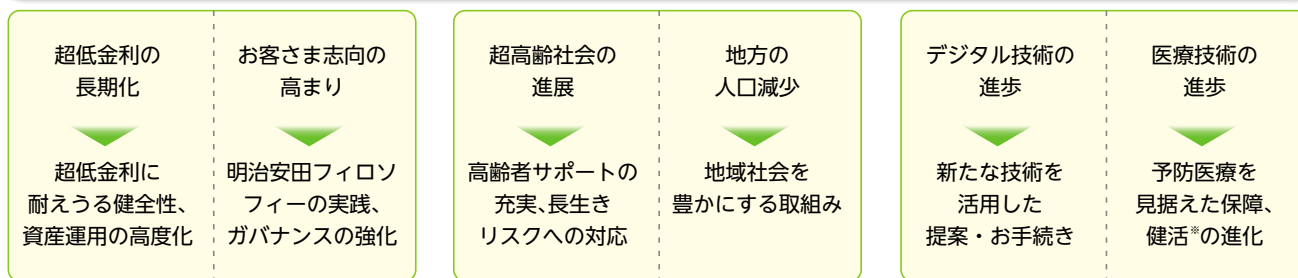 超低金利の
長期化
超低金利に
耐えうる健全性、
資産運用の高度化
お客さま志向の
高まり
明治安田フィロソ
フィーの実践、
ガバナンスの強化
超高齢社会の
進展
高齢者サポートの
充実、長生き
リスクへの対応
地方の
人口減少
地域社会を
豊かにする取組み
デジタル技術の
進歩
新たな技術を
活用した
提案・お手続き
医療技術の
進歩
予防医療を
見据えた保障、
健活※の進化